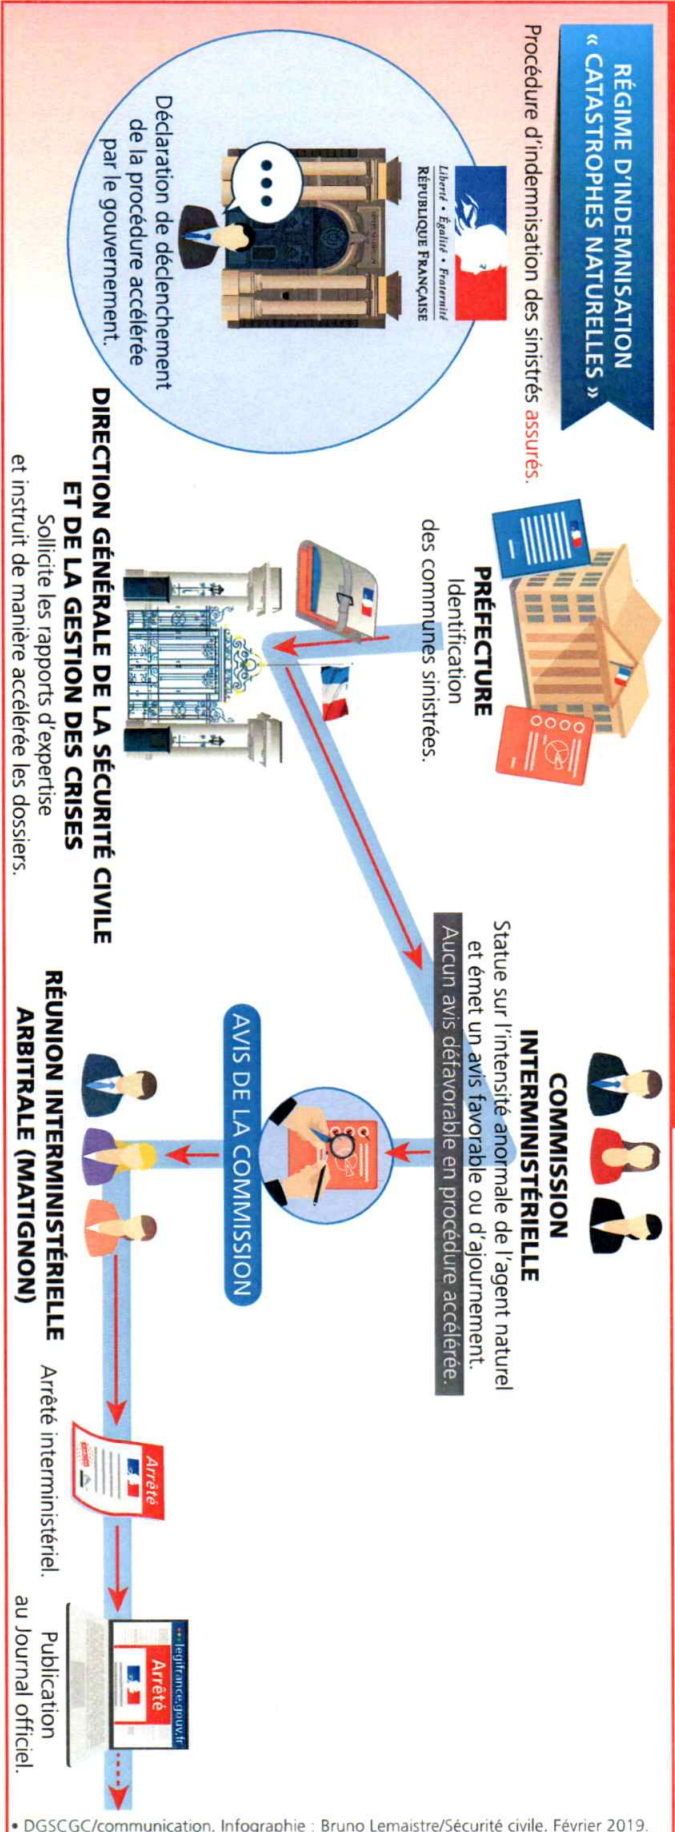 RÉGIME D'INDEMNISATION
« CATASTROPHES NATURELLES »
Procédure d'indemnisation des sinistrés assurés.
Liberté • Égalité • Fraternité
RÉPUBLIQUE FRANÇAISE
Déclaration de déclenchement
de la procédure accélérée
par le gouvernement.
PRÉFECTURE
Identification
des communes sinistrées.
DIRECTION GÉNÉRALE DE LA SÉCURITÉ CIVILE
ET DE LA GESTION DES CRISES
Sollicite les rapports d'expertise
et instruit de manière accélérée les dossiers.
COMMISSION
INTERMINISTÉRIELLE
Statue sur l'intensité anormale de l'agent naturel
et émet un avis favorable ou d'ajournement.
Aucun avis défavorable en procédure accélérée.
AVIS DE LA COMMISSION
RÉUNION INTERMINISTÉRIELLE
ARBITRALE (MATIGNON)
Arrêté
Arrêté interministériel.
legifrance.gouv.fr
Arrêté
Publication
au Journal officiel.
• DGSCGC/communication. Infographie : Bruno Lemaistre/Sécurité civile. Février 2019.